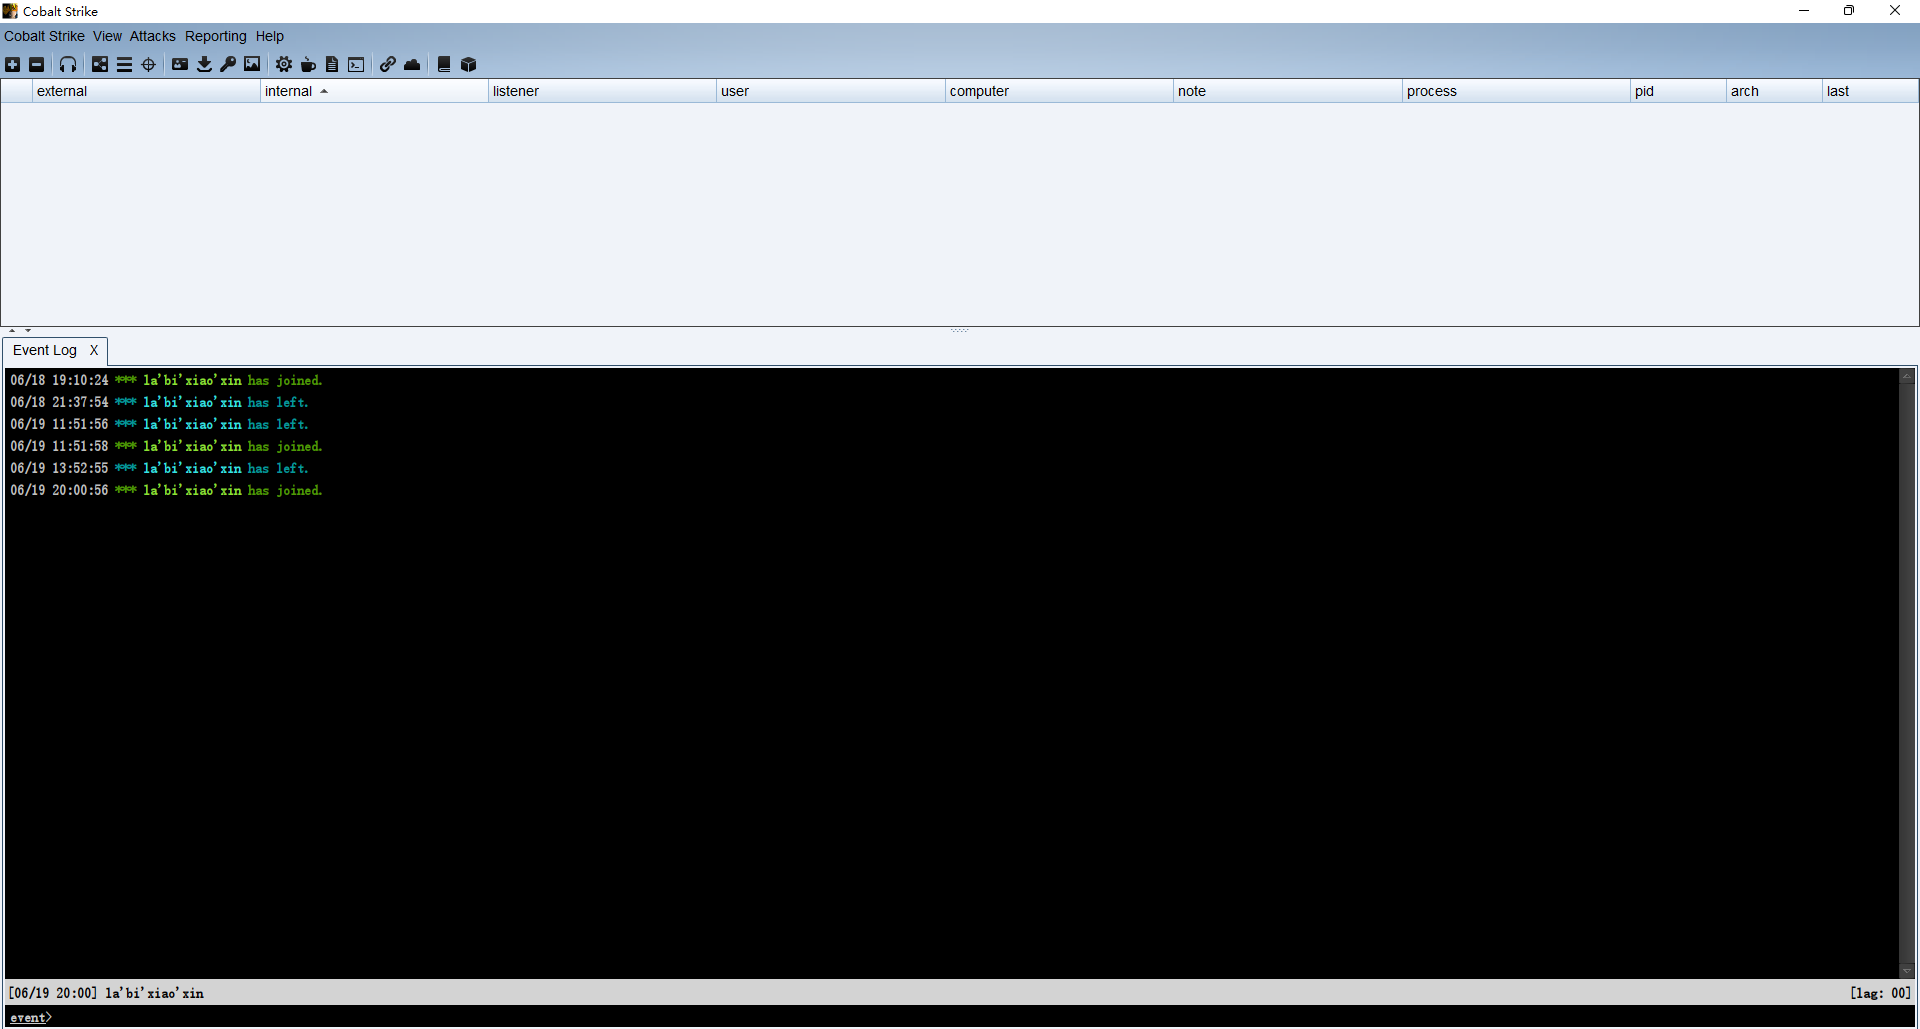 Cobalt Strike
Cobalt Strike View Attacks Reporting Help
external internal listener user computer note process pid arch last
Event Log X
06/18 19:10:24 *** la'bi'xiao'xin has joined.
06/18 21:37:54 *** la'bi'xiao'xin has left.
06/19 11:51:56 *** la'bi'xiao'xin has left.
06/19 11:51:58 *** la'bi'xiao'xin has joined.
06/19 13:52:55 *** la'bi'xiao'xin has left.
06/19 20:00:56 *** la'bi'xiao'xin has joined.
[06/19 20:00] la'bi'xiao'xin [lag: 00]
event>